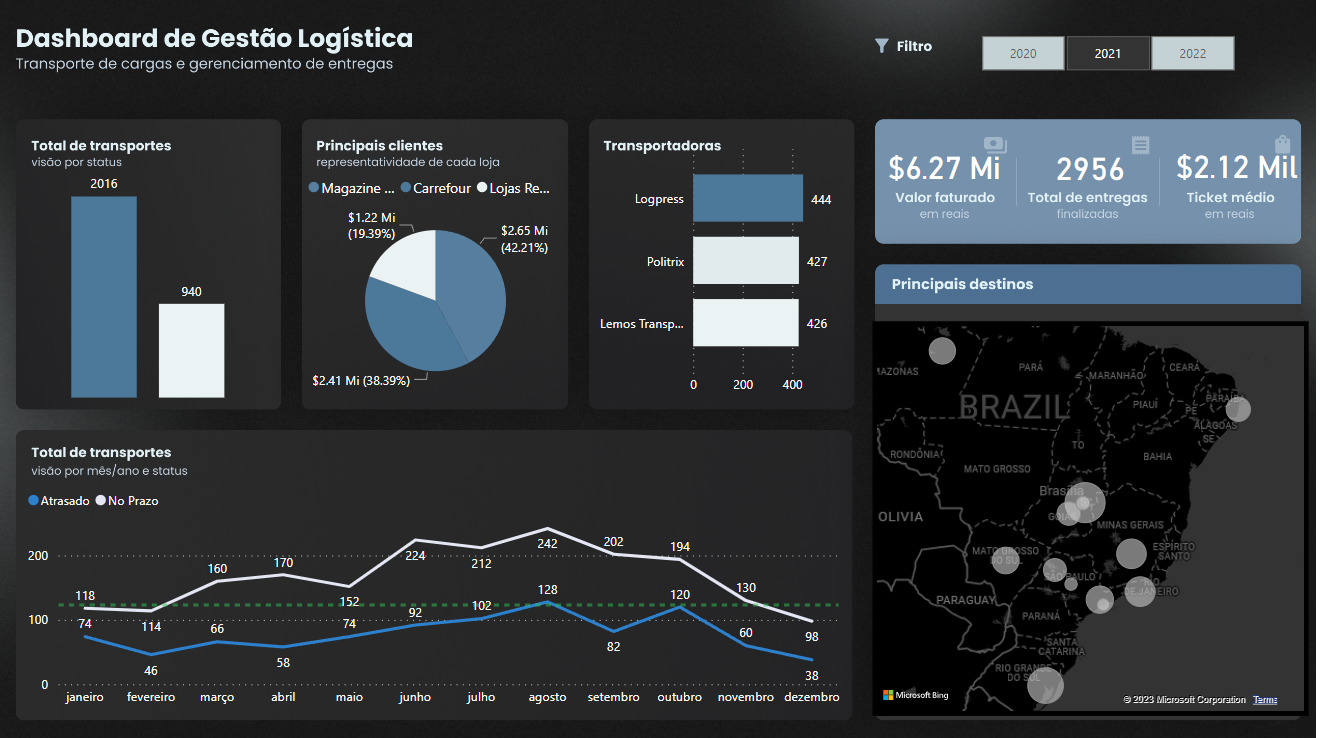 Dashboard de Gestão Logística
Transporte de cargas e gerenciamento de entregas
Filtro
2020
2021
2022
Total de transportes
visão por status
2016
940
Principais clientes
representatividade de cada loja
Magazine ... Carrefour Lojas Re...
$1.22 Mi
(19.39%)
$2.65 Mi
(42.21%)
$2.41 Mi (38.39%)
Transportadoras
Logpress
444
Politrix
427
Lemos Transp...
426
0 200 400
$6.27 Mi
Valor faturado
em reais
2956
Total de entregas
finalizadas
$2.12 Mil
Ticket médio
em reais
Principais destinos
MAZONAS
PARÁ
MARANHÃO
CEARÁ
BRAZIL
PIAUÍ
PARAÍBA
PE
ALAGOAS
SE
TO
RONDÔNIA
MATO GROSSO
BAHIA
Brasília
GOIÁS
OLIVIA
MINAS GERAIS
MATO GROSSO
DO SUL
ESPÍRITO
SANTO
SÃO PAULO
DE JANEIRO
PARAGUAY
PARANÁ
SANTA
CATARINA
RIO GRANDE
DO SUL
Microsoft Bing
© 2023 Microsoft Corporation Terms
Total de transportes
visão por mês/ano e status
Atrasado No Prazo
200
100
0
118
114
160
170
152
224
212
242
202
194
130
98
74
46
66
58
74
92
102
128
82
120
60
38
janeiro fevereiro março abril maio junho julho agosto setembro outubro novembro dezembro